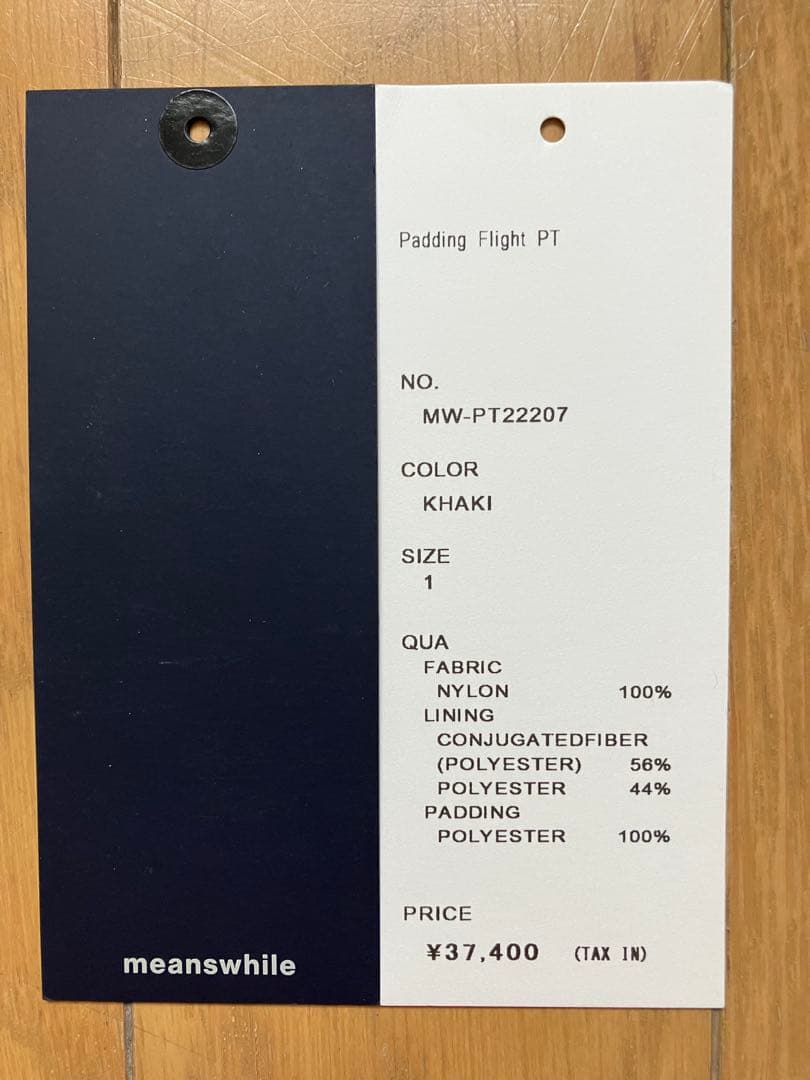 Padding Flight PT
NO.
MW-PT22207
COLOR
KHAKI
SIZE
1
QUA
FABRIC
NYLON 100%
LINING
CONJUGATEDFIBER
(POLYESTER) 56%
POLYESTER 44%
PADDING
POLYESTER 100%
PRICE
¥37,400 (TAX IN)
meanswhile